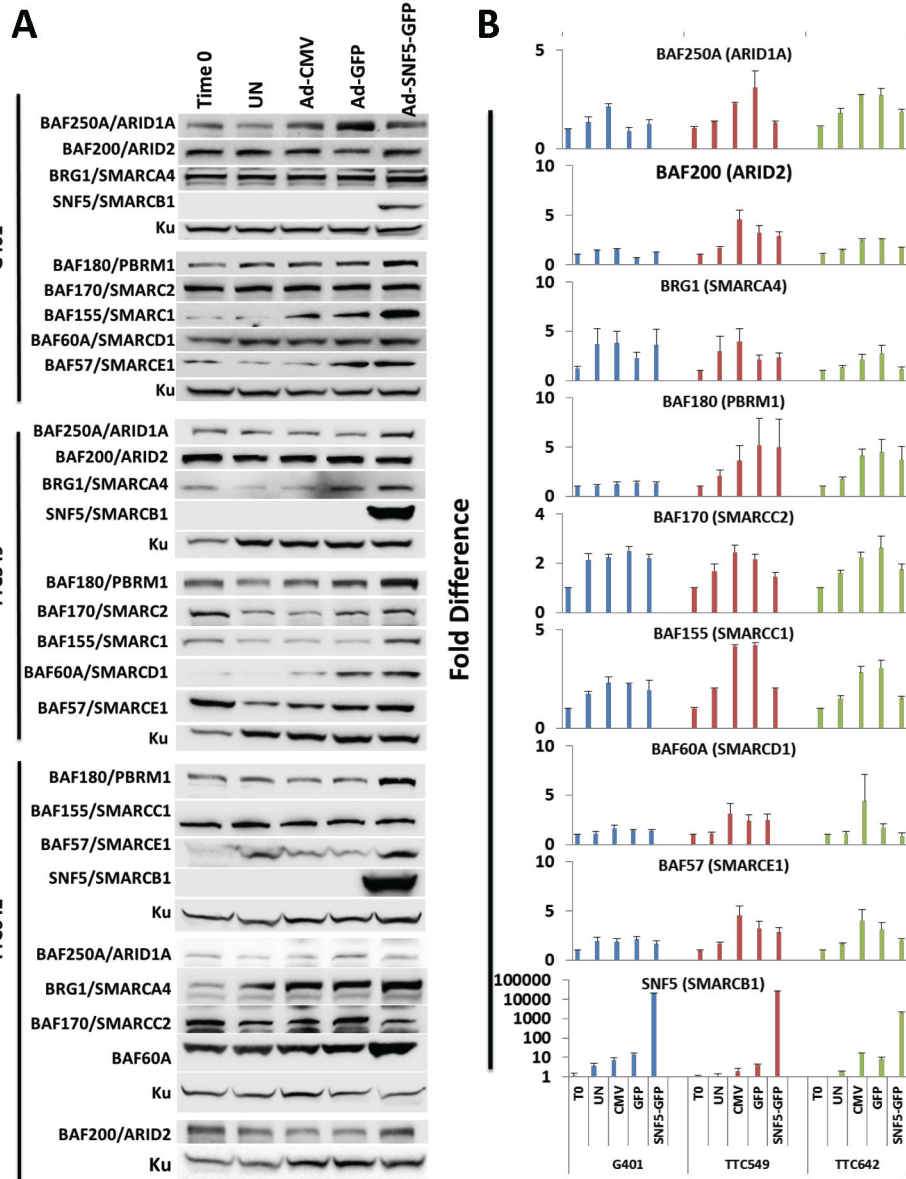 A
Time 0
UN
Ad-CMV
Ad-GFP
Ad-SNF5-GFP
BAF250A/ARID1A
BAF200/ARID2
BRG1/SMARCA4
SNF5/SMARCB1
Ku
BAF180/PBRM1
BAF170/SMARC2
BAF155/SMARC1
BAF60A/SMARCD1
BAF57/SMARCE1
Ku
BAF250A/ARID1A
BAF200/ARID2
BRG1/SMARCA4
SNF5/SMARCB1
Ku
BAF180/PBRM1
BAF170/SMARC2
BAF155/SMARC1
BAF60A/SMARCD1
BAF57/SMARCE1
Ku
BAF180/PBRM1
BAF155/SMARCC1
BAF57/SMARCE1
SNF5/SMARCB1
Ku
BAF250A/ARID1A
BRG1/SMARCA4
BAF170/SMARCC2
BAF60A
Ku
BAF200/ARID2
Ku
B
Fold Difference
BAF250A (ARID1A)
5
0
BAF200 (ARID2)
10
5
0
BRG1 (SMARCA4)
10
5
0
BAF180 (PBRM1)
10
5
0
BAF170 (SMARCC2)
4
2
0
BAF155 (SMARCC1)
5
0
BAF60A (SMARCD1)
10
5
0
BAF57 (SMARCE1)
10
5
0
SNF5 (SMARCB1)
100000
10000
1000
100
10
1
T0 UN CMV GFP SNF5-GFP T0 UN CMV GFP SNF5-GFP T0 UN CMV GFP SNF5-GFP
G401 TTC549 TTC642